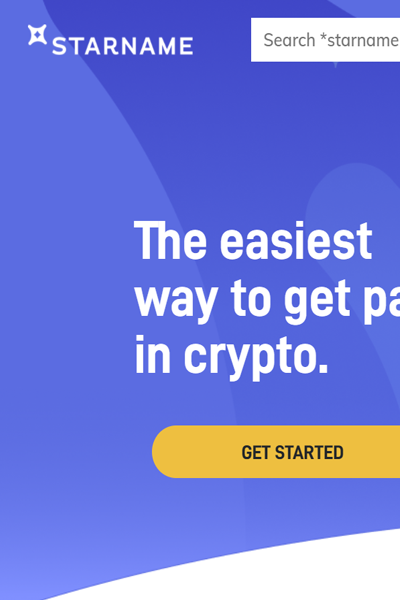 STARNAME
Search *starname
The easiest
way to get pa
in crypto.
GET STARTED